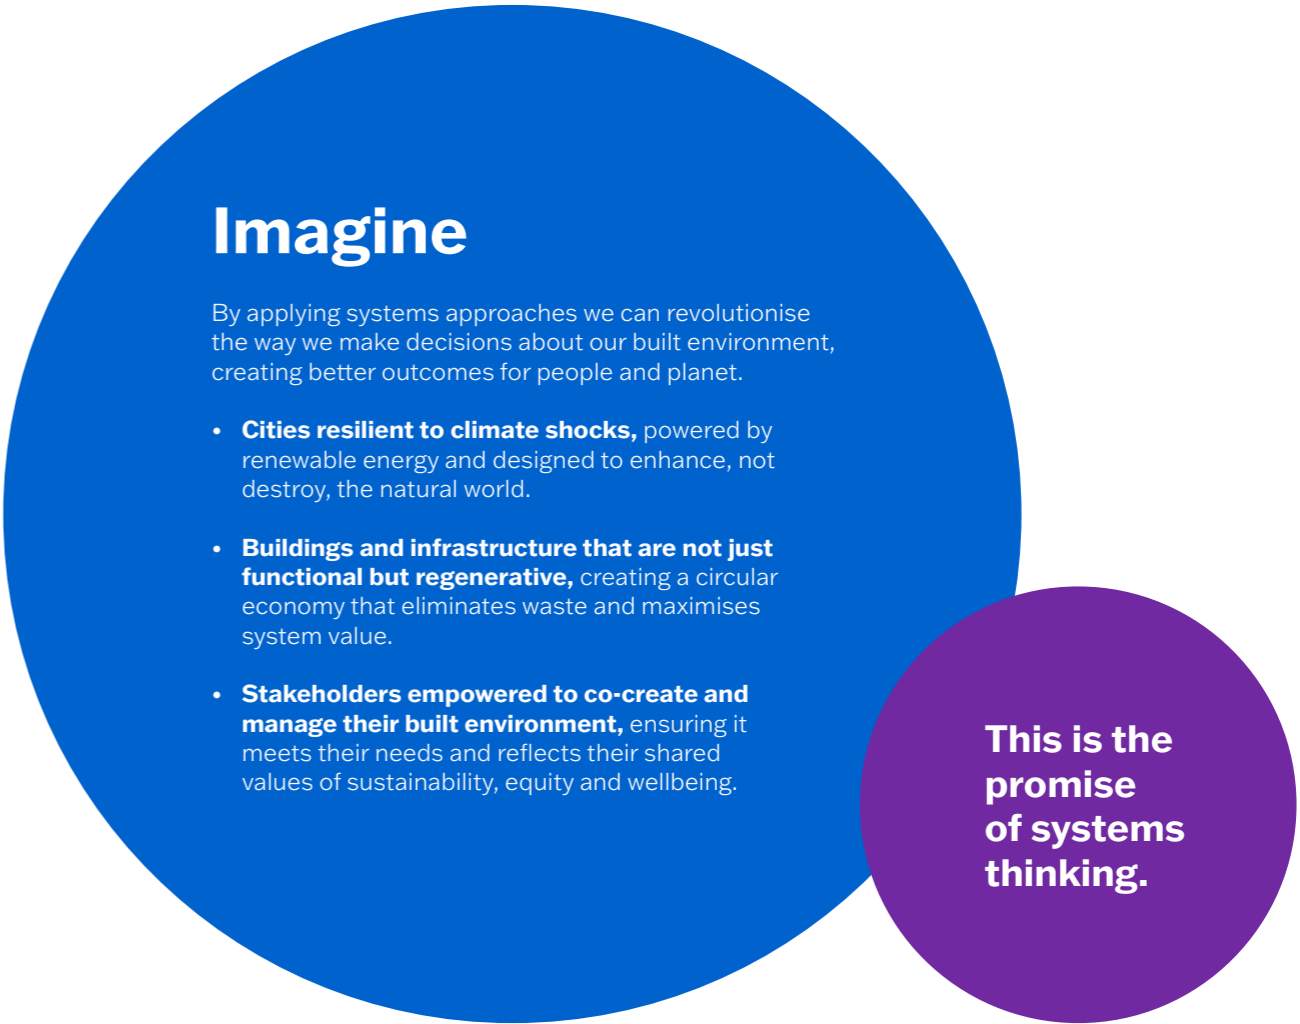 Imagine
By applying systems approaches we can revolutionise
the way we make decisions about our built environment,
creating better outcomes for people and planet.
• Cities resilient to climate shocks, powered by
renewable energy and designed to enhance, not
destroy, the natural world.
• Buildings and infrastructure that are not just
functional but regenerative, creating a circular
economy that eliminates waste and maximises
system value.
• Stakeholders empowered to co-create and
manage their built environment, ensuring it
meets their needs and reflects their shared
values of sustainability, equity and wellbeing.
This is the
promise
of systems
thinking.